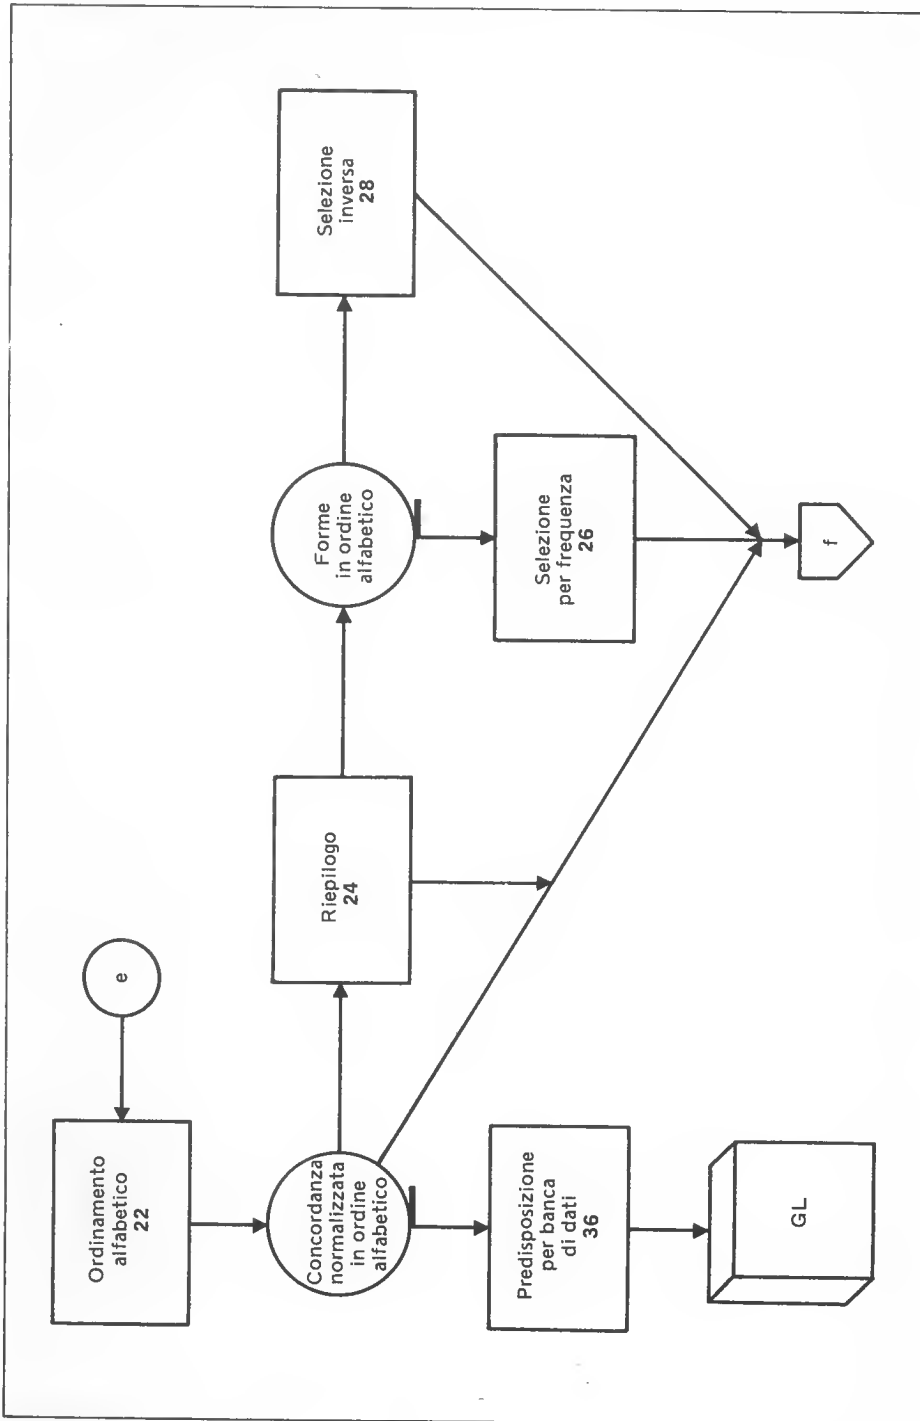 Ordinamento
alfabetico
22
e
Concordanza
normalizzata
in ordine
alfabetico
Riepilogo
24
Forme
in ordine
alfabetico
Selezione
inversa
28
Predisposizione
per banca
di dati
36
Selezione
per frequenza
26
GL
f